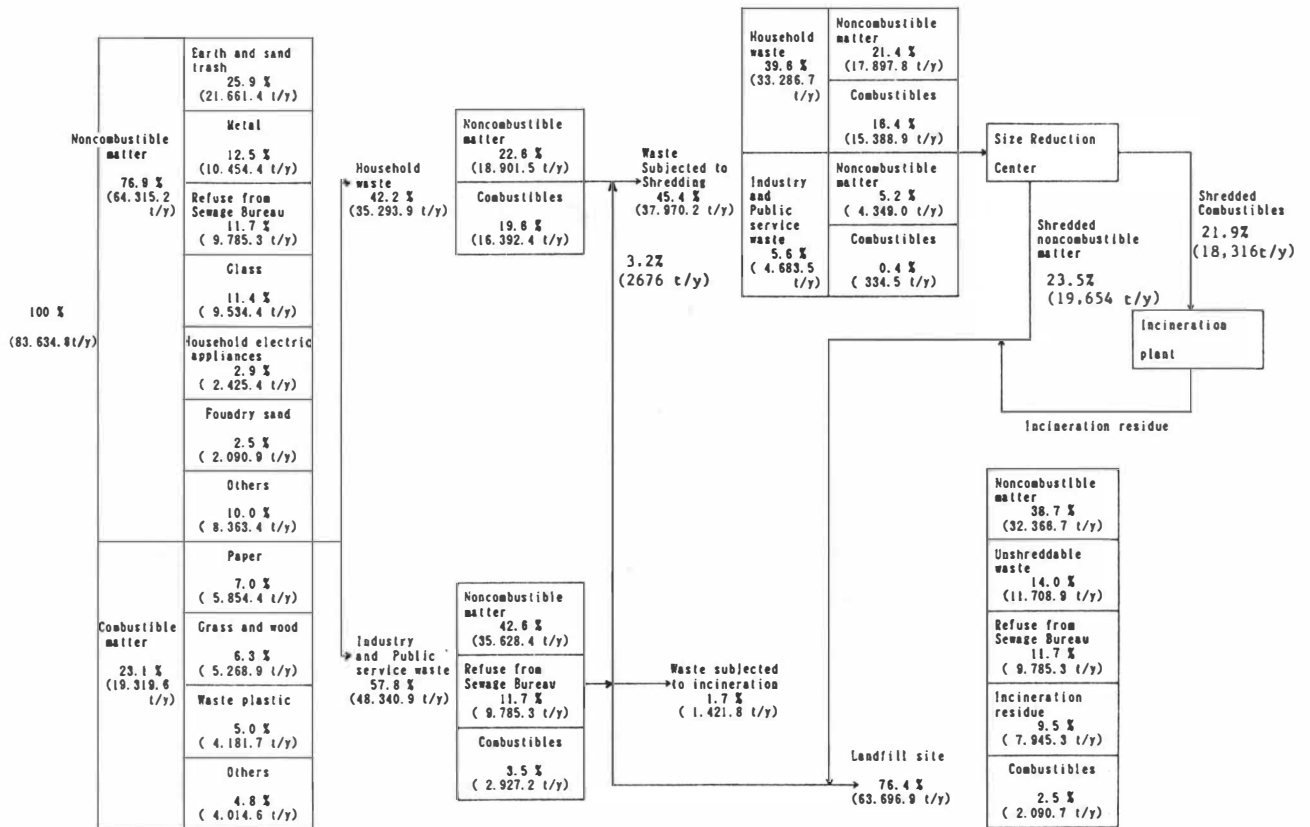 100 %
(83.634.8t/y)
Noncombustible
matter
76.9 %
(64.315.2
t/y)
Combustible
matter
23.1 %
(19.319.6
t/y)
Earth and sand
trash
25.9 %
(21.661.4 t/y)
Metal
12.5 %
(10.454.4 t/y)
Refuse from
Sewage Bureau
11.7 %
( 9.785.3 t/y)
Glass
11.4 %
( 9.534.4 t/y)
Household electric
appliances
2.9 %
( 2.425.4 t/y)
Foundry sand
2.5 %
( 2.090.9 t/y)
Others
10.0 %
( 8.363.4 t/y)
Paper
7.0 %
( 5.854.4 t/y)
Grass and wood
6.3 %
( 5.268.9 t/y)
Waste plastic
5.0 %
( 4.181.7 t/y)
Others
4.8 %
( 4.014.6 t/y)
Household
waste
42.2 %
(35.293.9 t/y)
Industry
and Public
service waste
57.8 %
(48.340.9 t/y)
Noncombustible
matter
22.6 %
(18.901.5 t/y)
Combustibles
19.6 %
(16.392.4 t/y)
Noncombustible
matter
42.6 %
(35.628.4 t/y)
Refuse from
Sewage Bureau
11.7 %
( 9.785.3 t/y)
Combustibles
3.5 %
( 2.927.2 t/y)
Waste
Subjected to
Shredding
45.4 %
(37.970.2 t/y)
3.2%
(2676 t/y)
Waste subjected
to incineration
1.7 %
( 1.421.8 t/y)
Household
waste
39.6 %
(33.286.7
t/y)
Industry
and
Public
service
waste
5.6 %
( 4.683.5
t/y)
Noncombustible
matter
21.4 %
(17.897.8 t/y)
Combustibles
16.4 %
(15.388.9 t/y)
Noncombustible
matter
5.2 %
( 4.349.0 t/y)
Combustibles
0.4 %
( 334.5 t/y)
Size Reduction
Center
Shredded
noncombustible
matter
23.5%
(19,654 t/y)
Shredded
Combustibles
21.9%
(18,316t/y)
Incineration
plant
Incineration residue
Landfill site
76.4 %
(63.696.9 t/y)
Noncombustible
matter
38.7 %
(32.366.7 t/y)
Unshreddable
waste
14.0 %
(11.708.9 t/y)
Refuse from
Sewage Bureau
11.7 %
( 9.785.3 t/y)
Incineration
residue
9.5 %
( 7.945.3 t/y)
Combustibles
2.5 %
( 2.090.7 t/y)